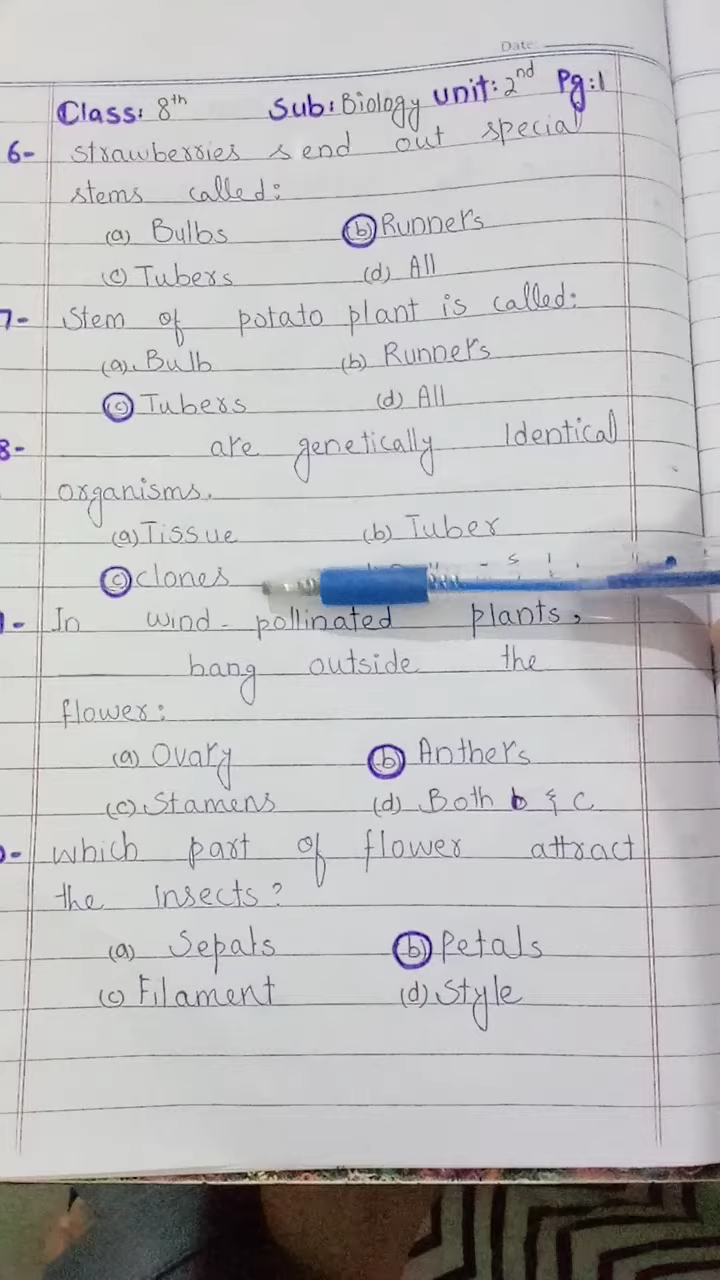 Date:
Class: 8th Sub: Biology unit: 2nd Pg:1
6- Strawberries send out special
stems called:
(a) Bulbs (b) Runners
(c) Tubers (d) All
7- Stem of potato plant is called:
(a) Bulb (b) Runners
(c) Tubers (d) All
8- ______ are genetically Identical
organisms.
(a) Tissue (b) Tuber
(c) clones
In wind-pollinated plants,
______ hang outside the
flower:
(a) Ovary (b) Anthers
(c) Stamens (d) Both b & c
which part of flower attract
the insects?
(a) Sepals (b) Petals
(c) Filament (d) Style